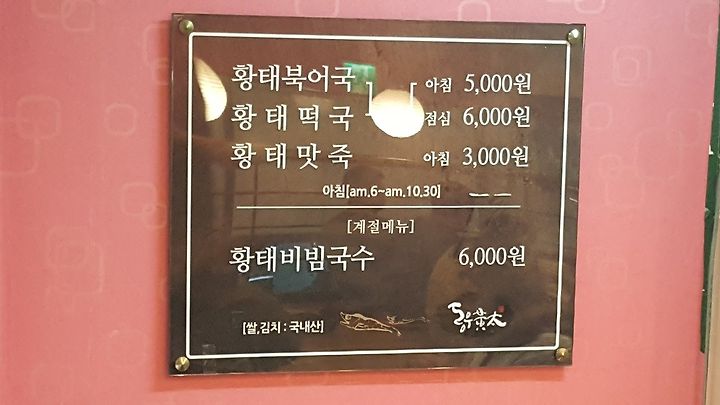 황태북어국 아침 5,000원
황태떡국 점심 6,000원
황태맛죽 아침 3,000원
아침[am.6~am.10.30]
[계절메뉴]
황태비빔국수 6,000원
[쌀,김치 : 국내산]